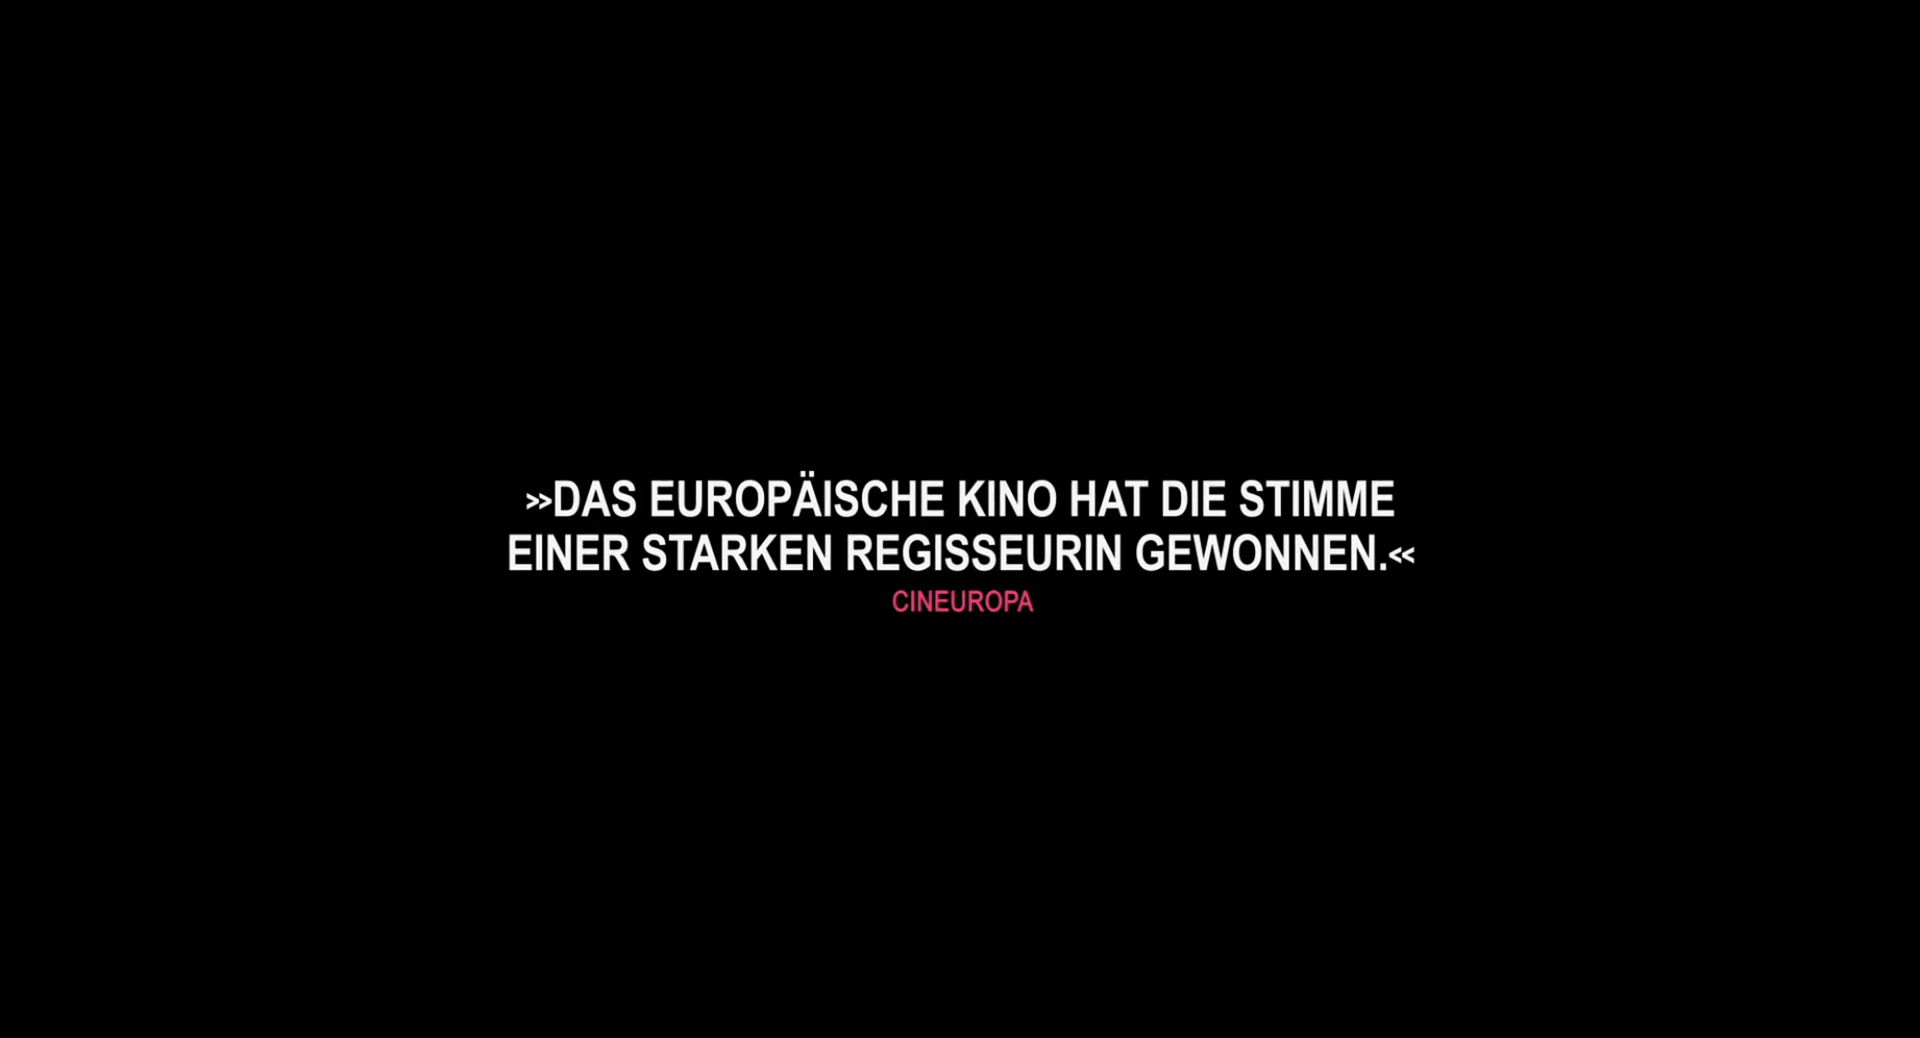 »DAS EUROPÄISCHE KINO HAT DIE STIMME
EINER STARKEN REGISSEURIN GEWONNEN.«
CINEUROPA